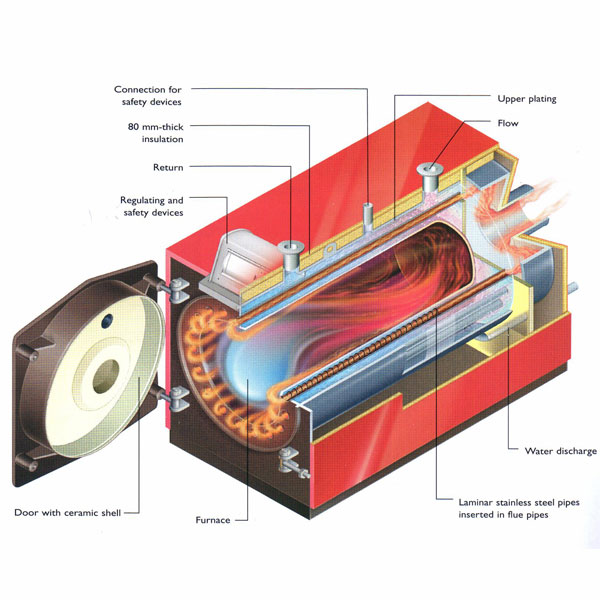 Connection for
safety devices
80 mm-thick
insulation
Return
Regulating and
safety devices
Upper plating
Flow
Water discharge
Laminar stainless steel pipes
inserted in flue pipes
Door with ceramic shell
Furnace